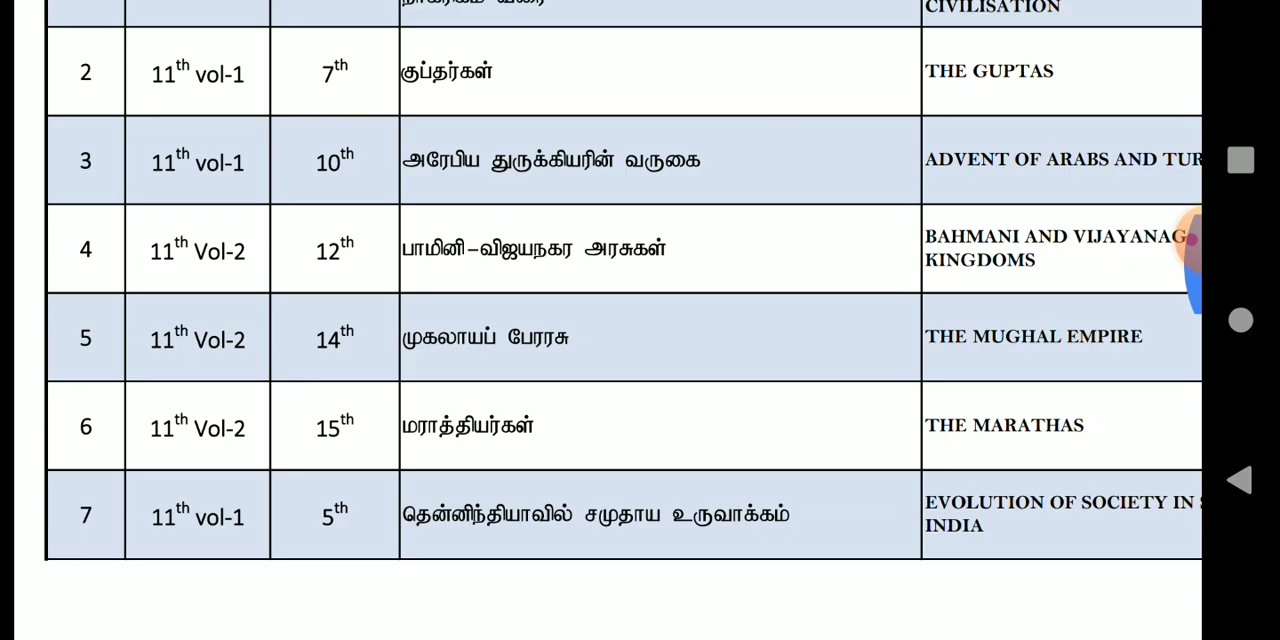 CIVILISATION
2 11th vol-1 7th குப்தர்கள் THE GUPTAS
3 11th vol-1 10th அரேபிய துருக்கியரின் வருகை ADVENT OF ARABS AND TUR
4 11th Vol-2 12th பாமினி-விஜயநகர அரசுகள் BAHMANI AND VIJAYANAG
KINGDOMS
5 11th Vol-2 14th முகலாயப் பேரரசு THE MUGHAL EMPIRE
6 11th Vol-2 15th மராத்தியர்கள் THE MARATHAS
7 11th vol-1 5th தென்னிந்தியாவில் சமுதாய உருவாக்கம் EVOLUTION OF SOCIETY IN
INDIA